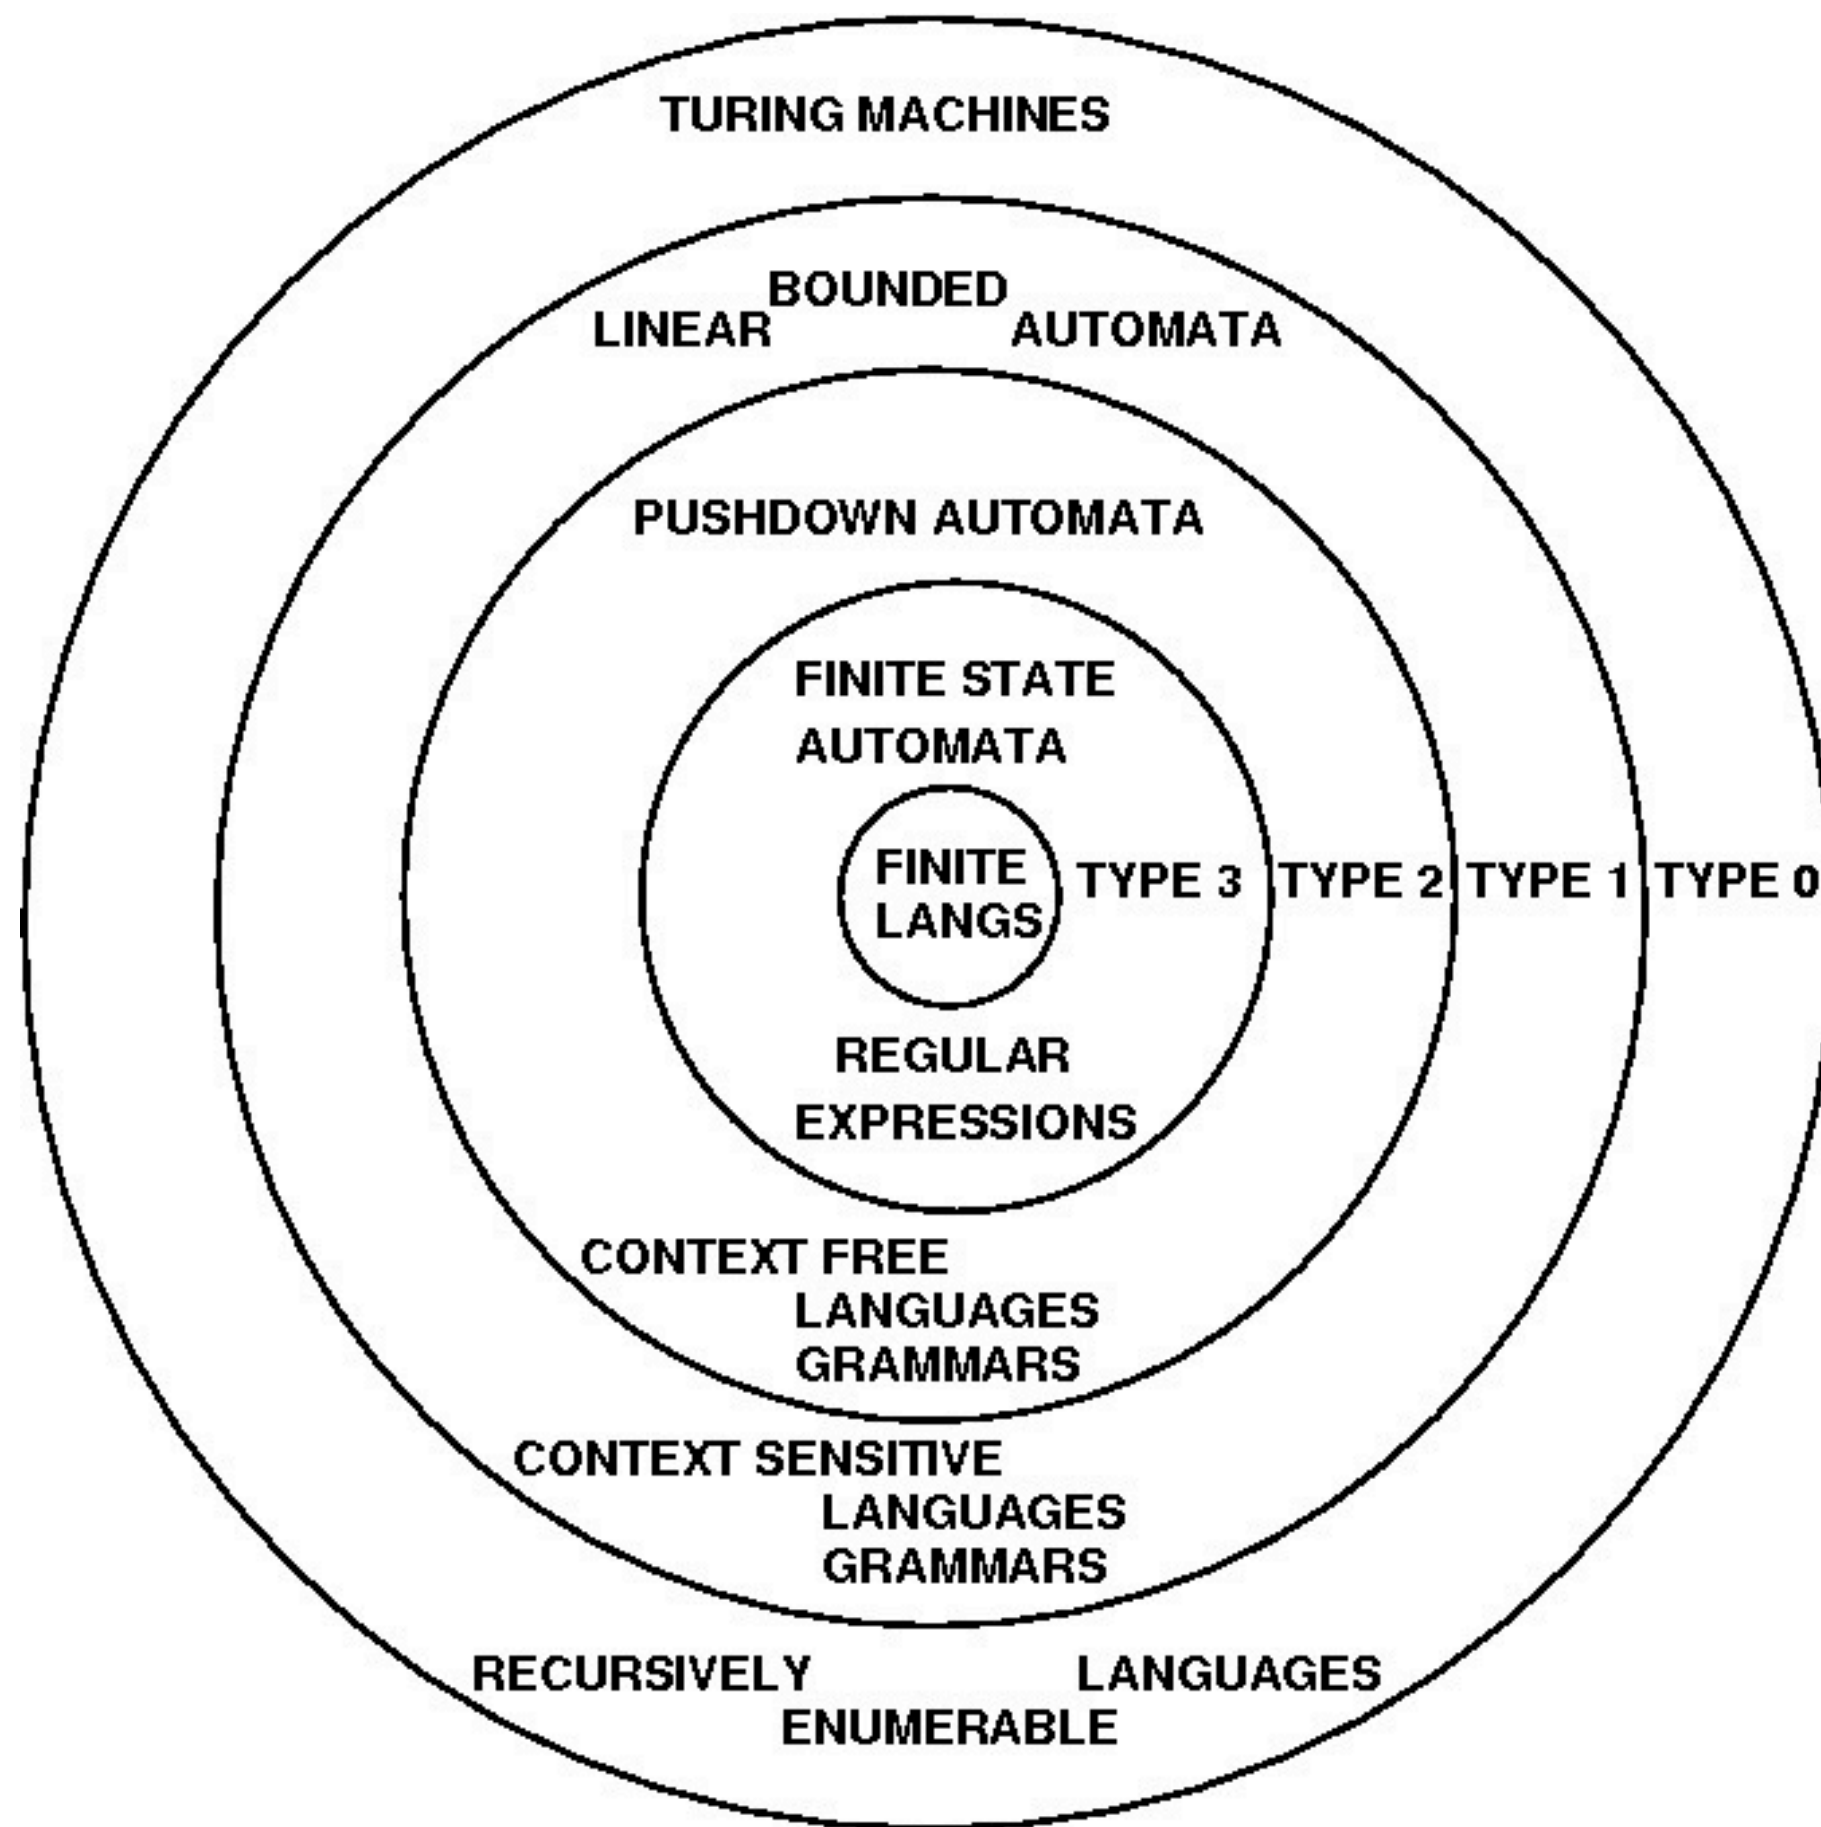 TURING MACHINES
BOUNDED
LINEAR AUTOMATA
PUSHDOWN AUTOMATA
FINITE STATE
AUTOMATA
FINITE
LANGS
TYPE 3 TYPE 2 TYPE 1 TYPE 0
REGULAR
EXPRESSIONS
CONTEXT FREE
LANGUAGES
GRAMMARS
CONTEXT SENSITIVE
LANGUAGES
GRAMMARS
RECURSIVELY LANGUAGES
ENUMERABLE